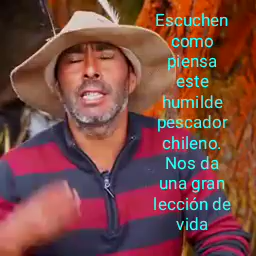 Escuchen
como
piensa
este
humilde
pescador
chileno.
Nos da
una gran
lección de
vida